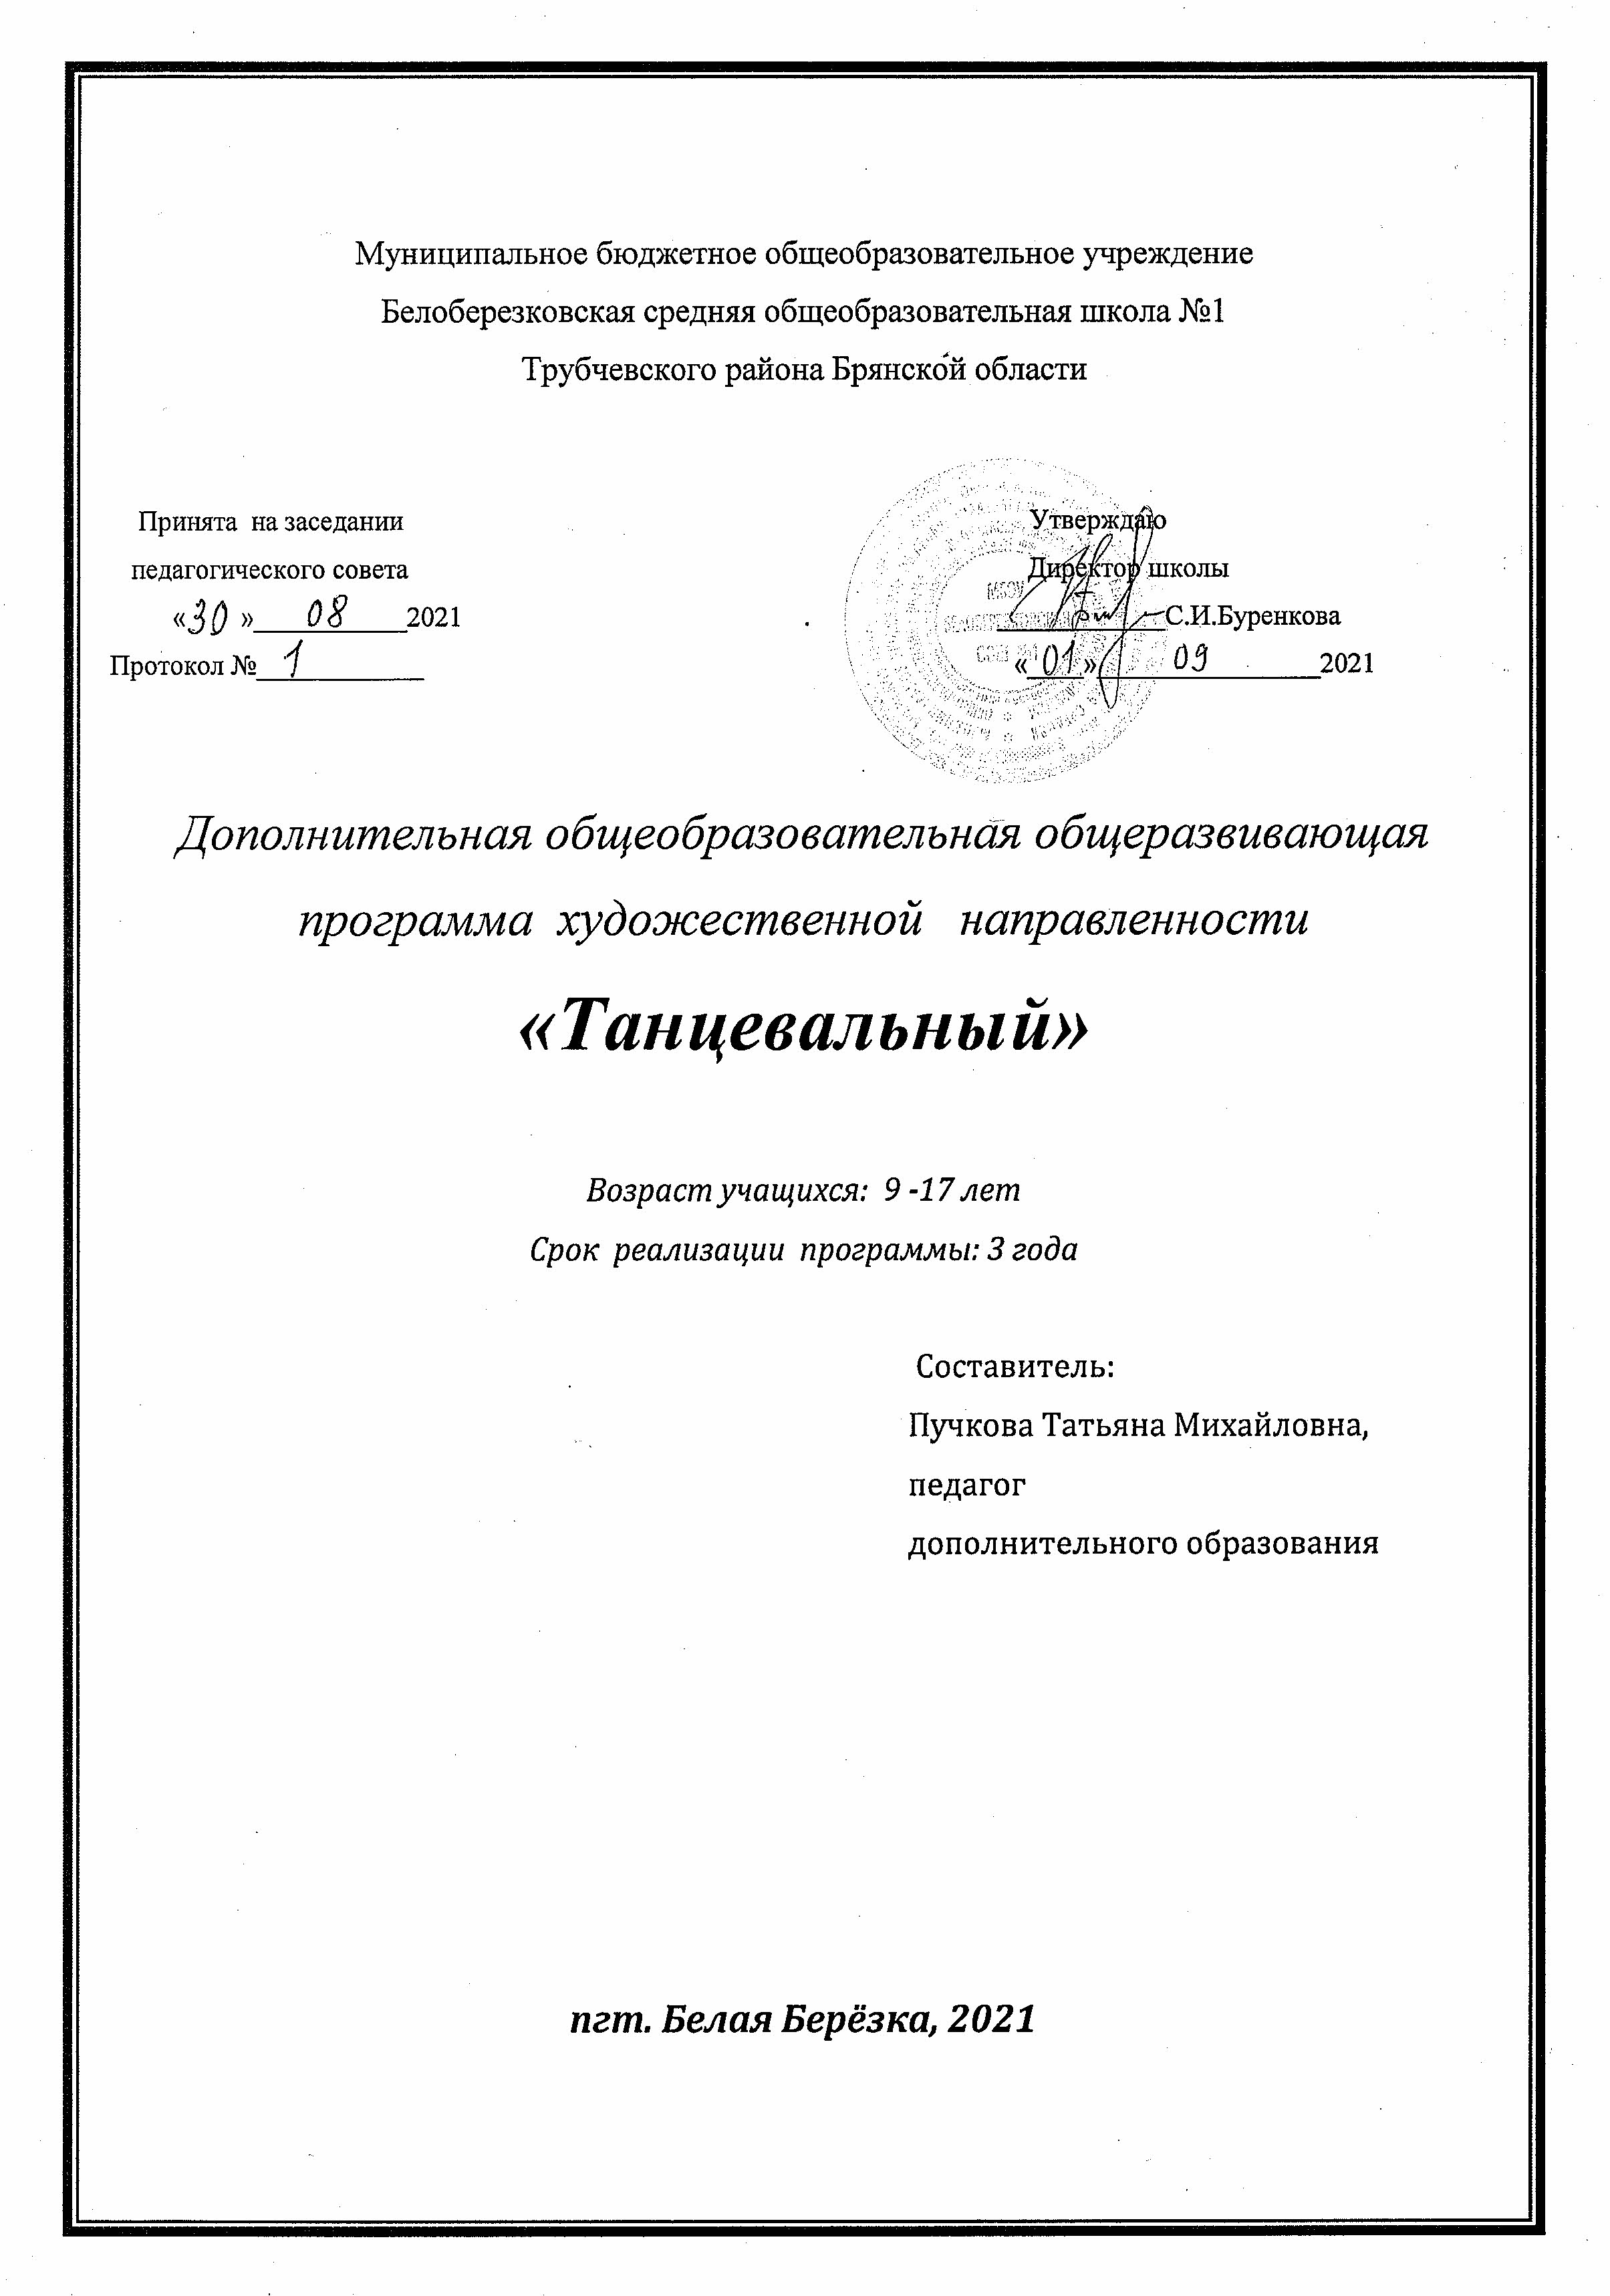 Муниципальное бюджетное общеобразовательное учреждение
Белоберезковская средняя общеобразовательная школа №1
Трубчевского района Брянской области
Принята на заседании
педагогического совета
«30» 08 2021
Протокол № 1
Утверждаю
Директор школы
С.И.Буренкова
«01» 09 2021
МБОУ
Дополнительная общеобразовательная общеразвивающая
программа художественной направленности
«Танцевальный»
Возраст учащихся: 9 -17 лет
Срок реализации программы: 3 года
Составитель:
Пучкова Татьяна Михайловна,
педагог
дополнительного образования
пгт. Белая Берёзка, 2021